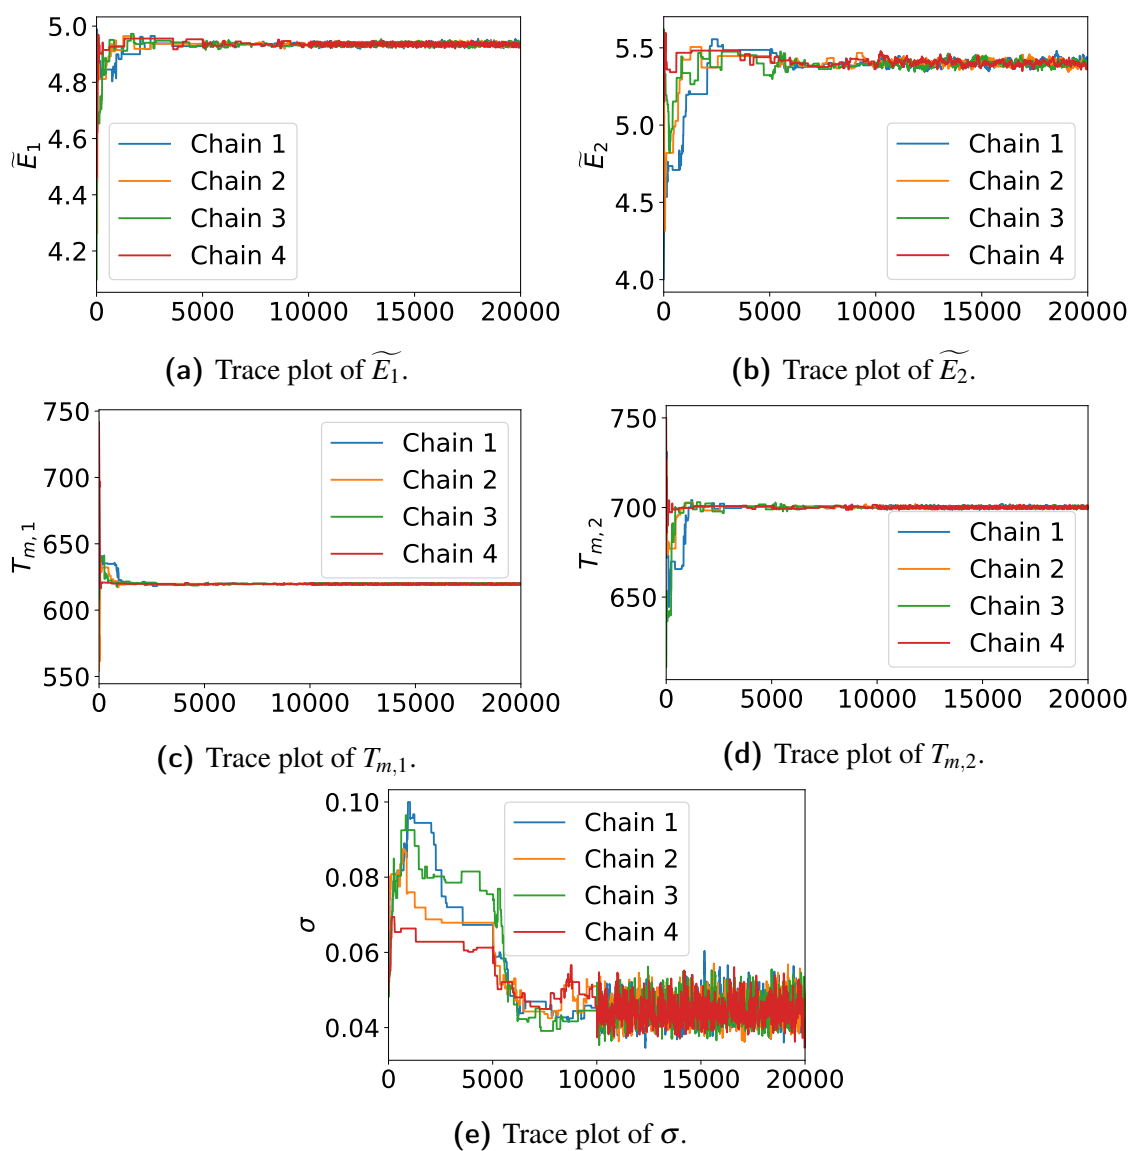 5.0
4.8
4.6
4.4
4.2
Ẽ₁
Chain 1
Chain 2
Chain 3
Chain 4
0 5000 10000 15000 20000
(a) Trace plot of Ẽ₁.
5.5
5.0
4.5
4.0
Ẽ₂
Chain 1
Chain 2
Chain 3
Chain 4
0 5000 10000 15000 20000
(b) Trace plot of Ẽ₂.
750
700
650
600
550
T_{m,1}
Chain 1
Chain 2
Chain 3
Chain 4
0 5000 10000 15000 20000
(c) Trace plot of T_{m,1}.
750
700
650
T_{m,2}
Chain 1
Chain 2
Chain 3
Chain 4
0 5000 10000 15000 20000
(d) Trace plot of T_{m,2}.
0.10
0.08
0.06
0.04
σ
Chain 1
Chain 2
Chain 3
Chain 4
0 5000 10000 15000 20000
(e) Trace plot of σ.